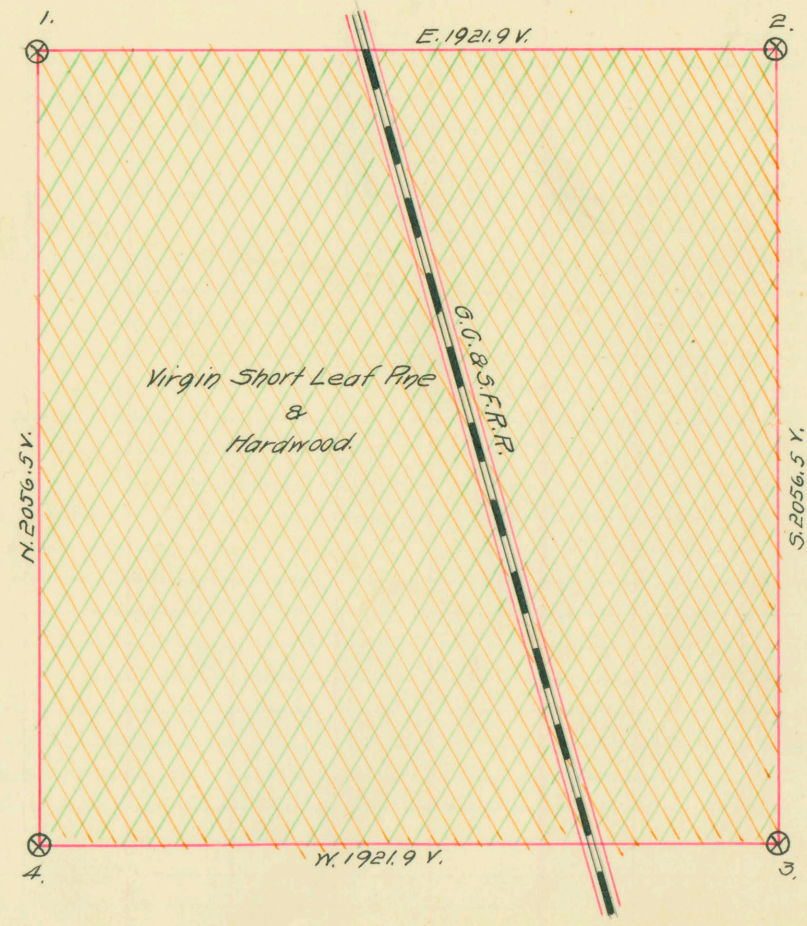 1.
E. 1921.9 V.
2.
G.C. & S.F.R.R.
Virgin Short Leaf Pine
&
Hardwood.
N. 2056.5 V.
S. 2056.5 V.
4.
W. 1921.9 V.
3.